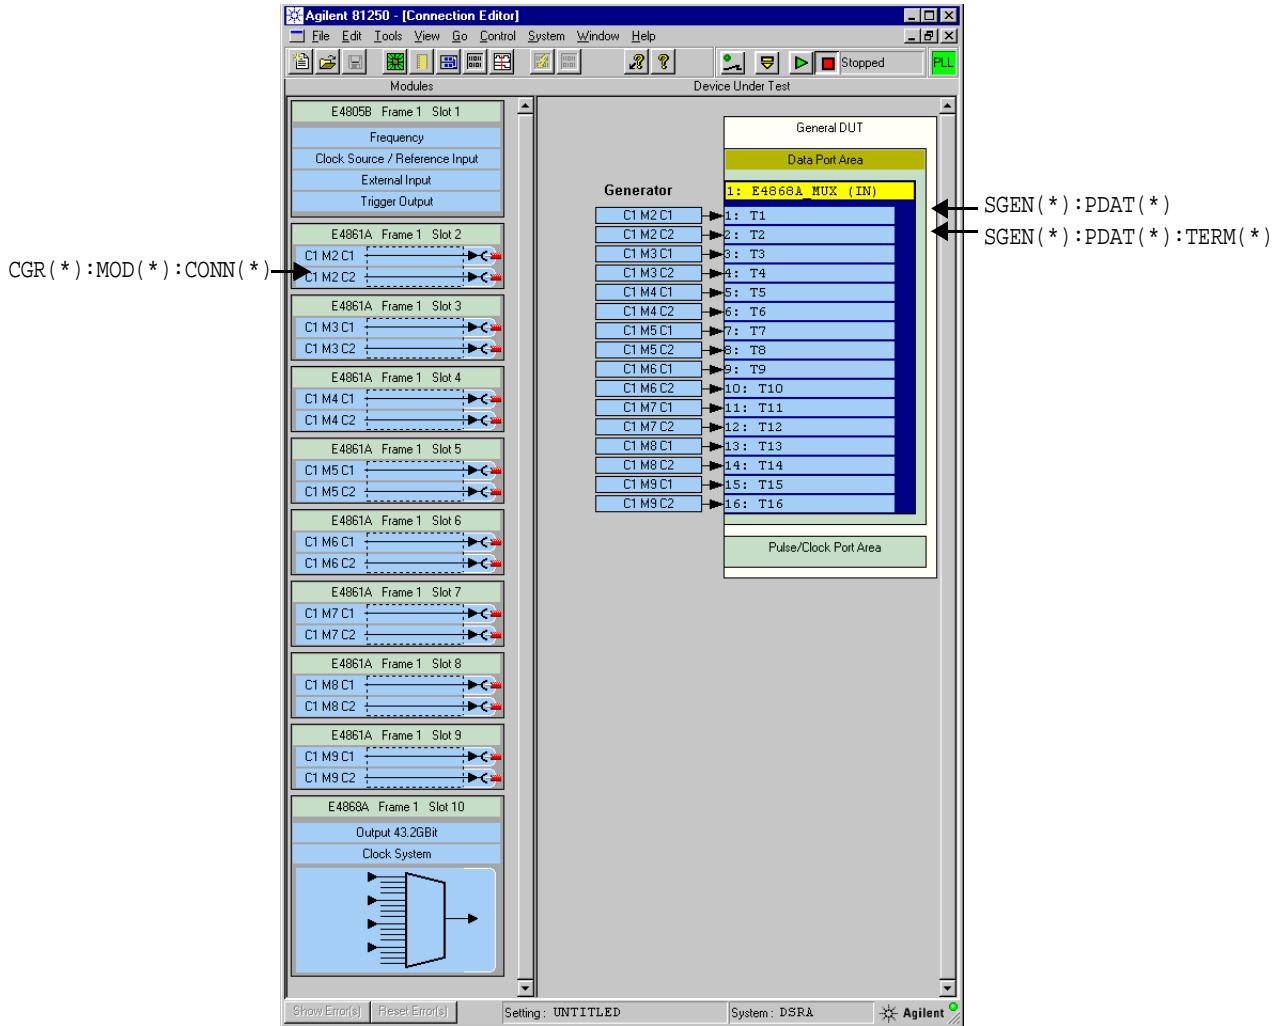 Agilent 81250 - [Connection Editor]
File Edit Tools View Go Control System Window Help
Stopped
PLL
Modules
Device Under Test
E4805B Frame 1 Slot 1
Frequency
Clock Source / Reference Input
External Input
Trigger Output
E4861A Frame 1 Slot 2
C1 M2 C1
C1 M2 C2
CGR(*):MOD(*):CONN(*)
E4861A Frame 1 Slot 3
C1 M3 C1
C1 M3 C2
E4861A Frame 1 Slot 4
C1 M4 C1
C1 M4 C2
E4861A Frame 1 Slot 5
C1 M5 C1
C1 M5 C2
E4861A Frame 1 Slot 6
C1 M6 C1
C1 M6 C2
E4861A Frame 1 Slot 7
C1 M7 C1
C1 M7 C2
E4861A Frame 1 Slot 8
C1 M8 C1
C1 M8 C2
E4861A Frame 1 Slot 9
C1 M9 C1
C1 M9 C2
E4868A Frame 1 Slot 10
Output 43.2GBit
Clock System
General DUT
Data Port Area
Generator
1: E4868A_MUX (IN)
SGEN(*):PDAT(*)
SGEN(*):PDAT(*):TERM(*)
C1 M2 C1 1: T1
C1 M2 C2 2: T2
C1 M3 C1 3: T3
C1 M3 C2 4: T4
C1 M4 C1 5: T5
C1 M4 C2 6: T6
C1 M5 C1 7: T7
C1 M5 C2 8: T8
C1 M6 C1 9: T9
C1 M6 C2 10: T10
C1 M7 C1 11: T11
C1 M7 C2 12: T12
C1 M8 C1 13: T13
C1 M8 C2 14: T14
C1 M9 C1 15: T15
C1 M9 C2 16: T16
Pulse/Clock Port Area
Show Error(s) Reset Error(s) Setting: UNTITLED System: DSRA Agilent